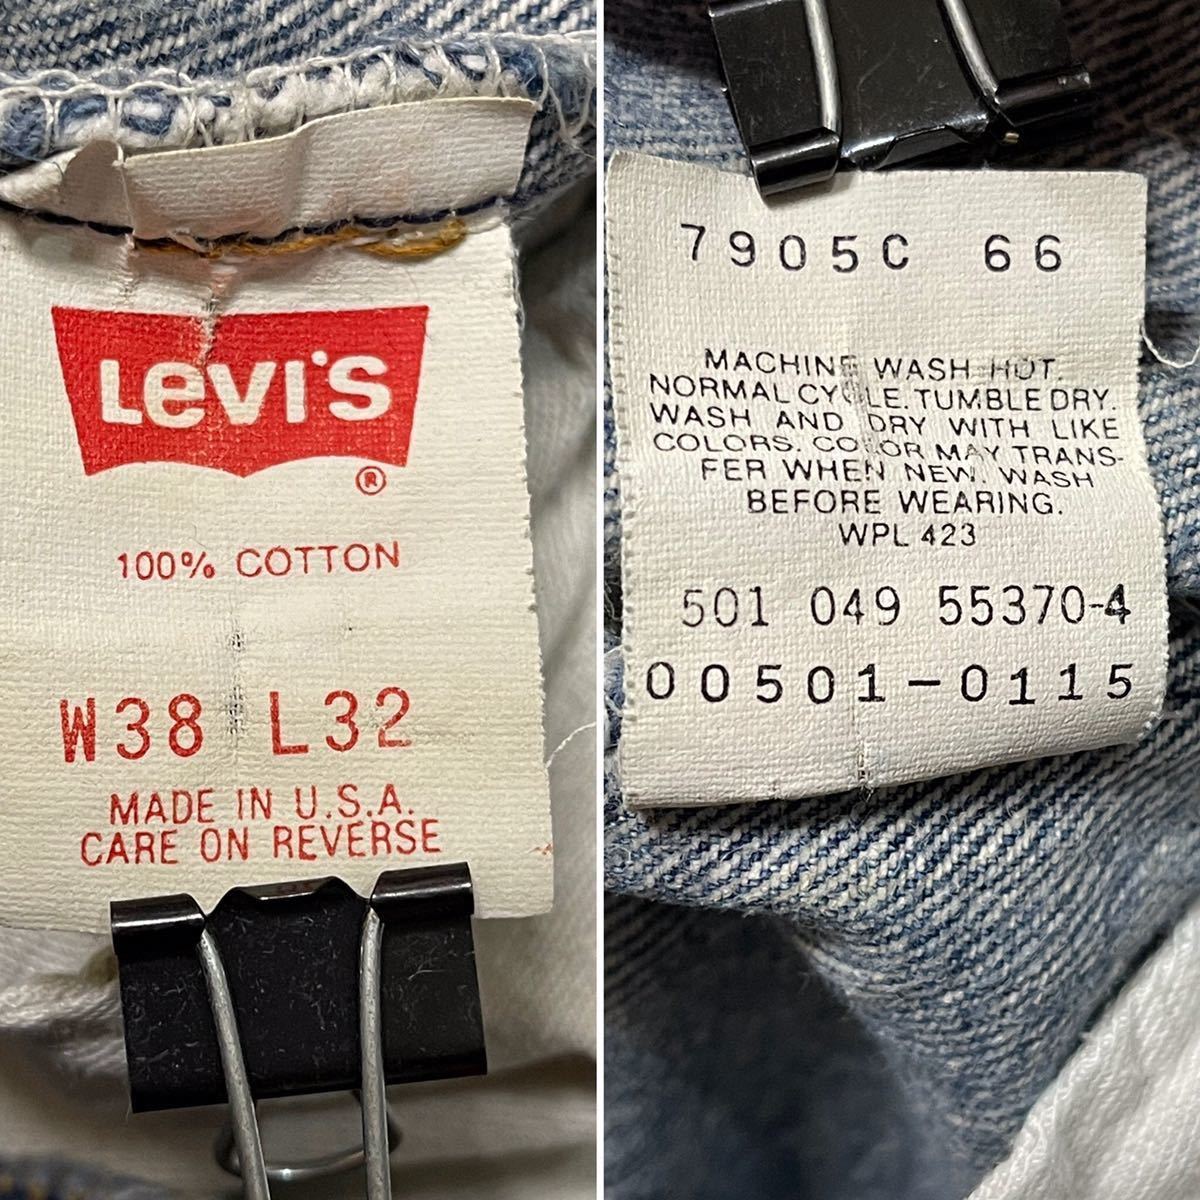 Levi's
®
100% COTTON
W38 L32
MADE IN U.S.A.
CARE ON REVERSE
7905C 66
MACHINE WASH HOT.
NORMAL CYCLE. TUMBLE DRY.
WASH AND DRY WITH LIKE
COLORS. COLOR MAY TRANS-
FER WHEN NEW. WASH
BEFORE WEARING.
WPL 423
501 049 55370-4
00501-0115